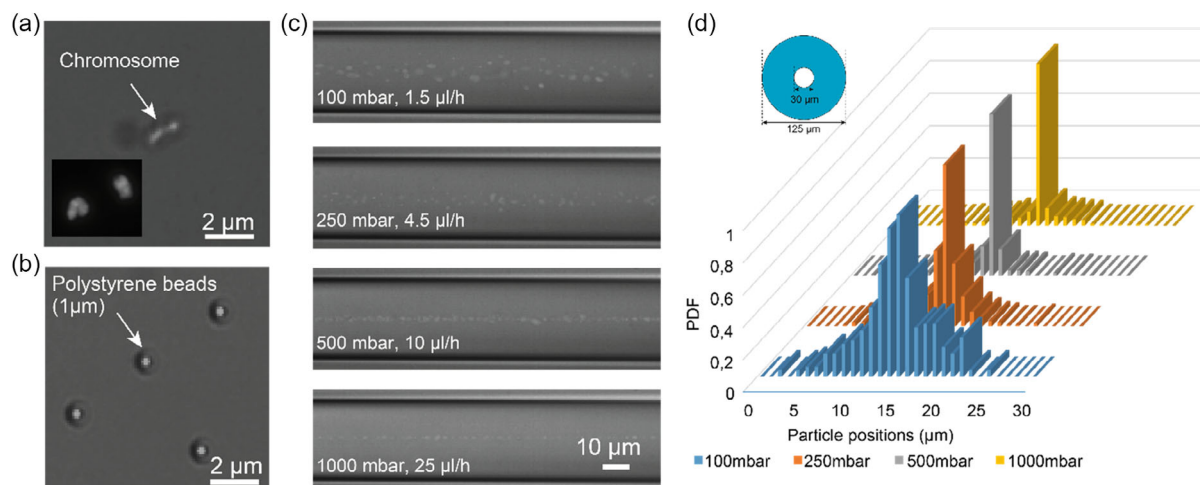 (a)
Chromosome
2 µm
(b)
Polystyrene beads
(1µm)
2 µm
(c)
100 mbar, 1.5 µl/h
250 mbar, 4.5 µl/h
500 mbar, 10 µl/h
1000 mbar, 25 µl/h
10 µm
(d)
30 µm
125 µm
PDF
1
0,8
0,6
0,4
0,2
0
0 5 10 15 20 25 30
Particle positions (µm)
100mbar 250mbar 500mbar 1000mbar